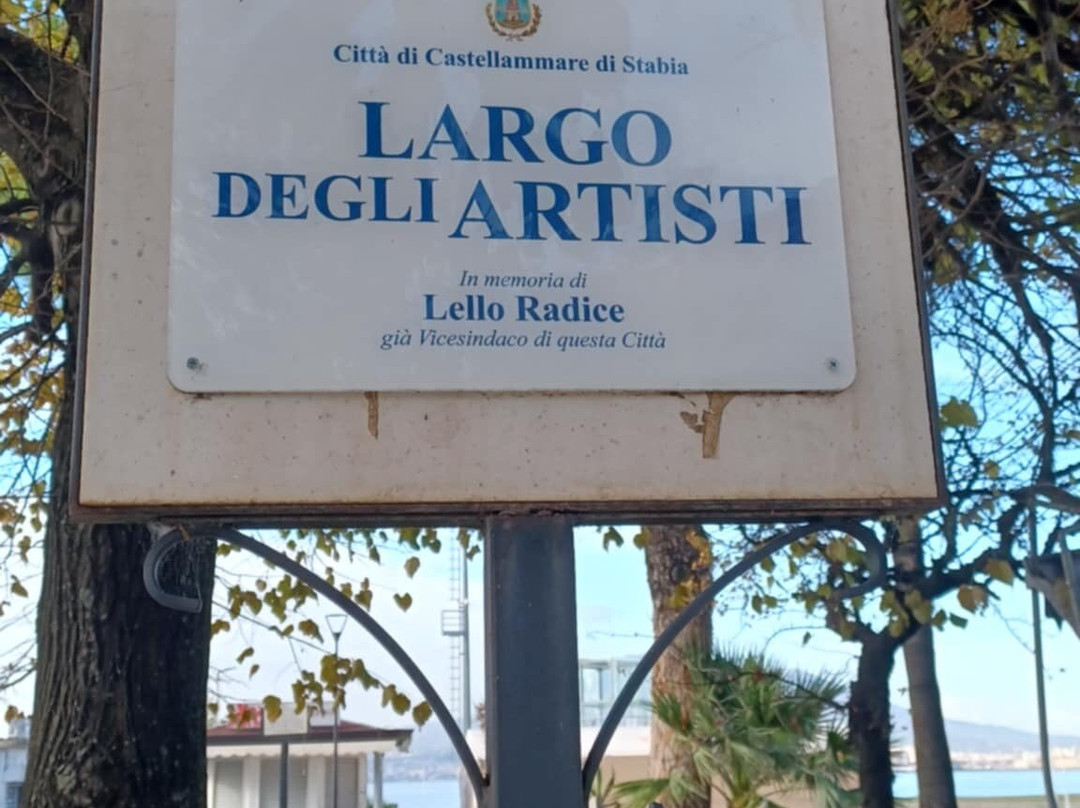 Città di Castellammare di Stabia
LARGO
DEGLI ARTISTI
In memoria di
Lello Radice
già Vicesindaco di questa Città